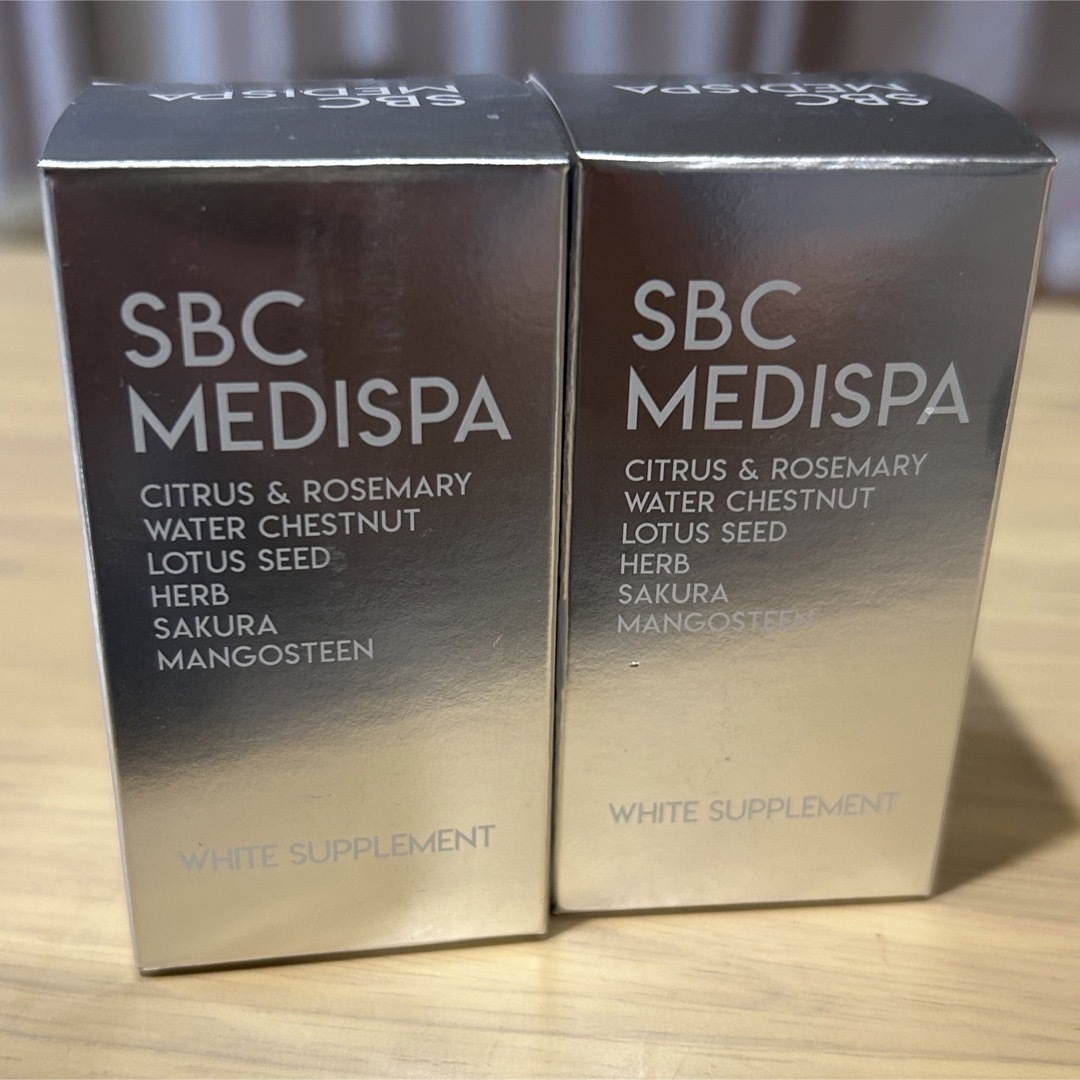 SBC
MEDISPA
SBC
MEDISPA
CITRUS & ROSEMARY
WATER CHESTNUT
LOTUS SEED
HERB
SAKURA
MANGOSTEEN
WHITE SUPPLEMENT
SBC
MEDISPA
SBC
MEDISPA
CITRUS & ROSEMARY
WATER CHESTNUT
LOTUS SEED
HERB
SAKURA
MANGOSTEEN
WHITE SUPPLEMENT